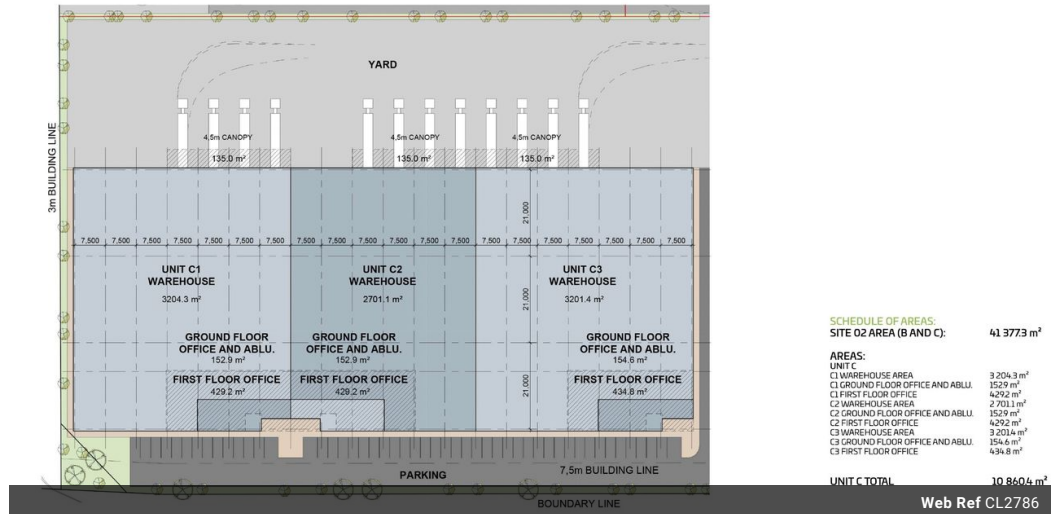 YARD
3m BUILDING LINE
4,5m CANOPY
4,5m CANOPY
4,5m CANOPY
135.0 m²
135.0 m²
135.0 m²
21,000
7,500 7,500 7,500 7,500 7,500 7,500 7,500 7,500 7,500 7,500 7,500 7,500 7,500 7,500 7,500 7,500 7,500 7,500 7,500 7,500
UNIT C1
WAREHOUSE
3204.3 m²
UNIT C2
WAREHOUSE
2701.1 m²
UNIT C3
WAREHOUSE
3201.4 m²
21,000
GROUND FLOOR
OFFICE AND ABLU.
152.9 m²
GROUND FLOOR
OFFICE AND ABLU.
152.9 m²
GROUND FLOOR
OFFICE AND ABLU.
154.6 m²
FIRST FLOOR OFFICE
429.2 m²
FIRST FLOOR OFFICE
429.2 m²
FIRST FLOOR OFFICE
434.8 m²
21,000
7,5m BUILDING LINE
PARKING
BOUNDARY LINE
SCHEDULE OF AREAS:
SITE 02 AREA (B AND C): 41 377.3 m²
AREAS:
UNIT C
C1 WAREHOUSE AREA 3 204.3 m²
C1 GROUND FLOOR OFFICE AND ABLU. 152.9 m²
C1 FIRST FLOOR OFFICE 429.2 m²
C2 WAREHOUSE AREA 2 701.1 m²
C2 GROUND FLOOR OFFICE AND ABLU. 152.9 m²
C2 FIRST FLOOR OFFICE 429.2 m²
C3 WAREHOUSE AREA 3 201.4 m²
C3 GROUND FLOOR OFFICE AND ABLU. 154.6 m²
C3 FIRST FLOOR OFFICE 434.8 m²
UNIT C TOTAL 10 860.4 m²
Web Ref CL2786